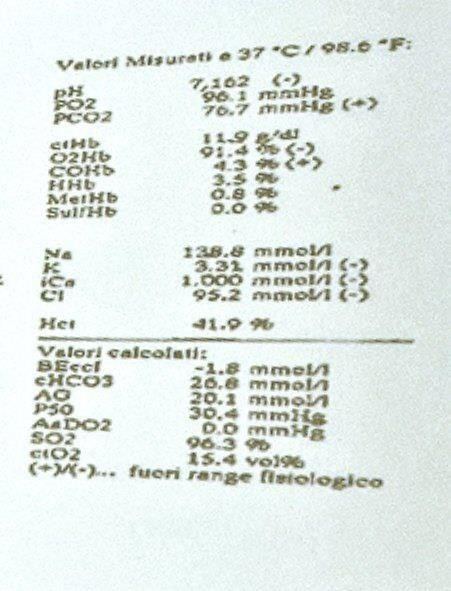 Valori Misurati a 37 °C / 98.6 °F:
pH 7,162 (-)
PO2 96.1 mmHg
PCO2 76.7 mmHg (+)
ctHb 11.9 g/dl
O2Hb 91.4 % (-)
COHb 4.3 % (+)
HHb 3.5 %
MetHb 0.8 %
SulfHb 0.0 %
Na 138.8 mmol/l
K 3.31 mmol/l (-)
iCa 1.000 mmol/l (-)
Cl 95.2 mmol/l (-)
Hct 41.9 %
Valori calcolati:
BEecf -1.8 mmol/l
cHCO3 26.8 mmol/l
AG 20.1 mmol/l
P50 30.4 mmHg
AaDO2 0.0 mmHg
SO2 96.3 %
ctO2 15.4 vol%
(+)/(-)... fuori range fisiologico